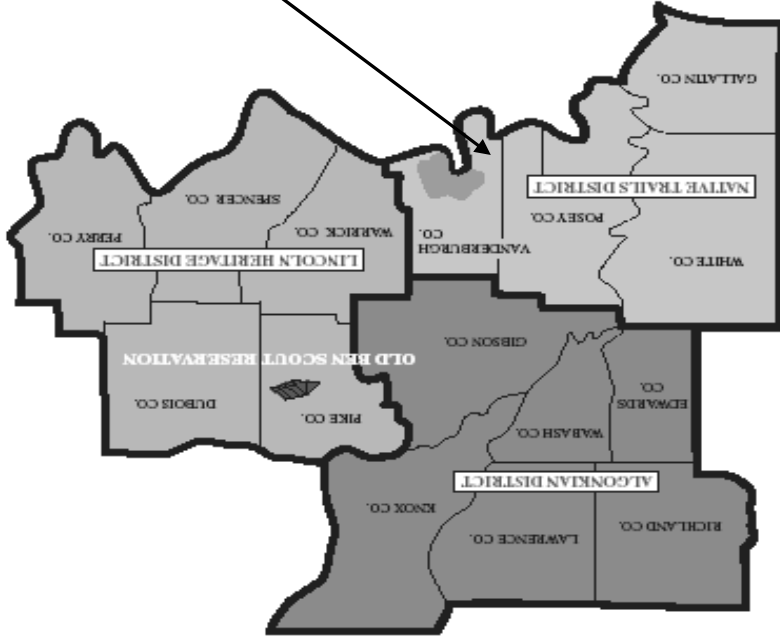 LAWRENCE CO.
RICHLAND CO.
KNOX CO.
ALGONKIAN DISTRICT
WABASH CO.
PIKE CO.
EDWARDS
CO.
DUBOIS CO.
OLD BEN SCOUT RESERVATION
GIBSON CO.
WHITE CO.
LINCOLN HERITAGE DISTRICT
VANDERBURGH
CO.
WARRICK CO.
PERRY CO.
POSEY CO.
SPENCER CO.
NATIVE TRAILS DISTRICT
GALLATIN CO.